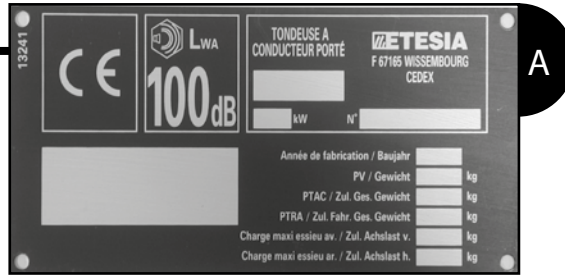 13241
CE
LWA
100dB
TONDEUSE A
CONDUCTEUR PORTÉ
kW
N°
ETESIA
F 67165 WISSEMBOURG
CEDEX
Année de fabrication / Baujahr
PV / Gewicht kg
PTAC / Zul. Ges. Gewicht kg
PTRA / Zul. Fahr. Ges. Gewicht kg
Charge maxi essieu av. / Zul. Achslast v. kg
Charge maxi essieu ar. / Zul. Achslast h. kg
A